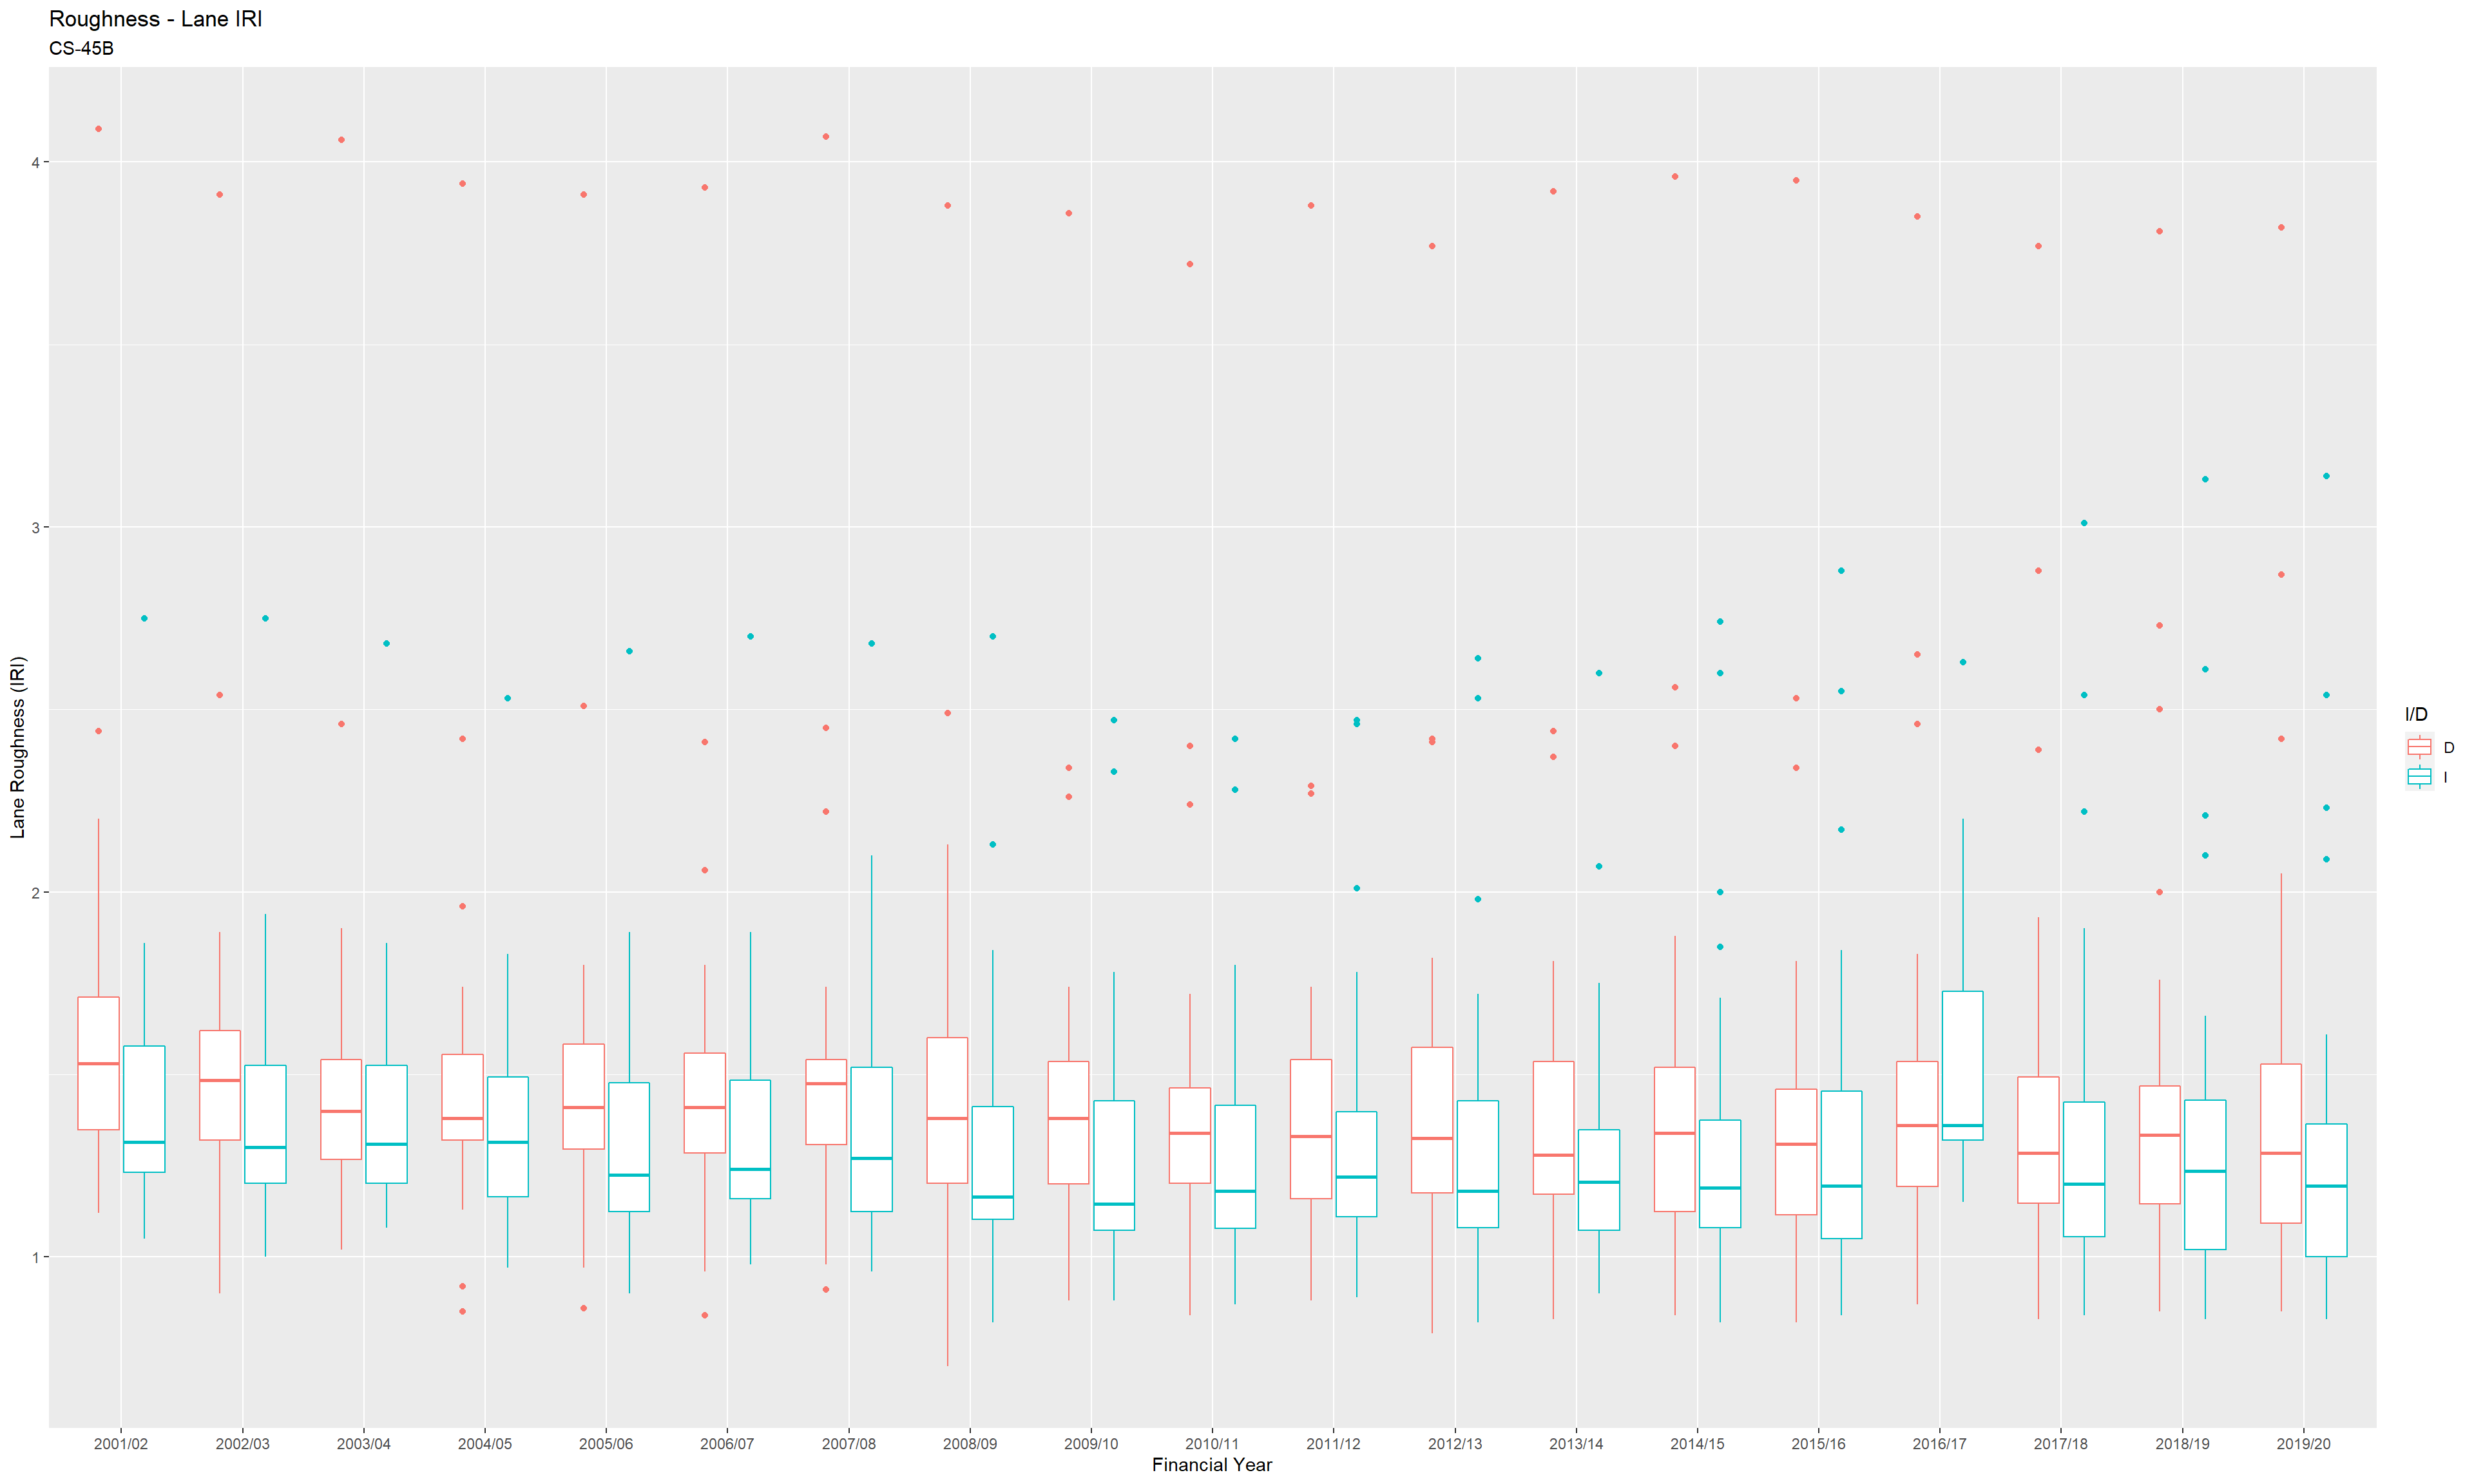 Roughness - Lane IRI
CS-45B
Lane Roughness (IRI)
4
3
2
1
2001/02 2002/03 2003/04 2004/05 2005/06 2006/07 2007/08 2008/09 2009/10 2010/11 2011/12 2012/13 2013/14 2014/15 2015/16 2016/17 2017/18 2018/19 2019/20
Financial Year
I/D
D
I